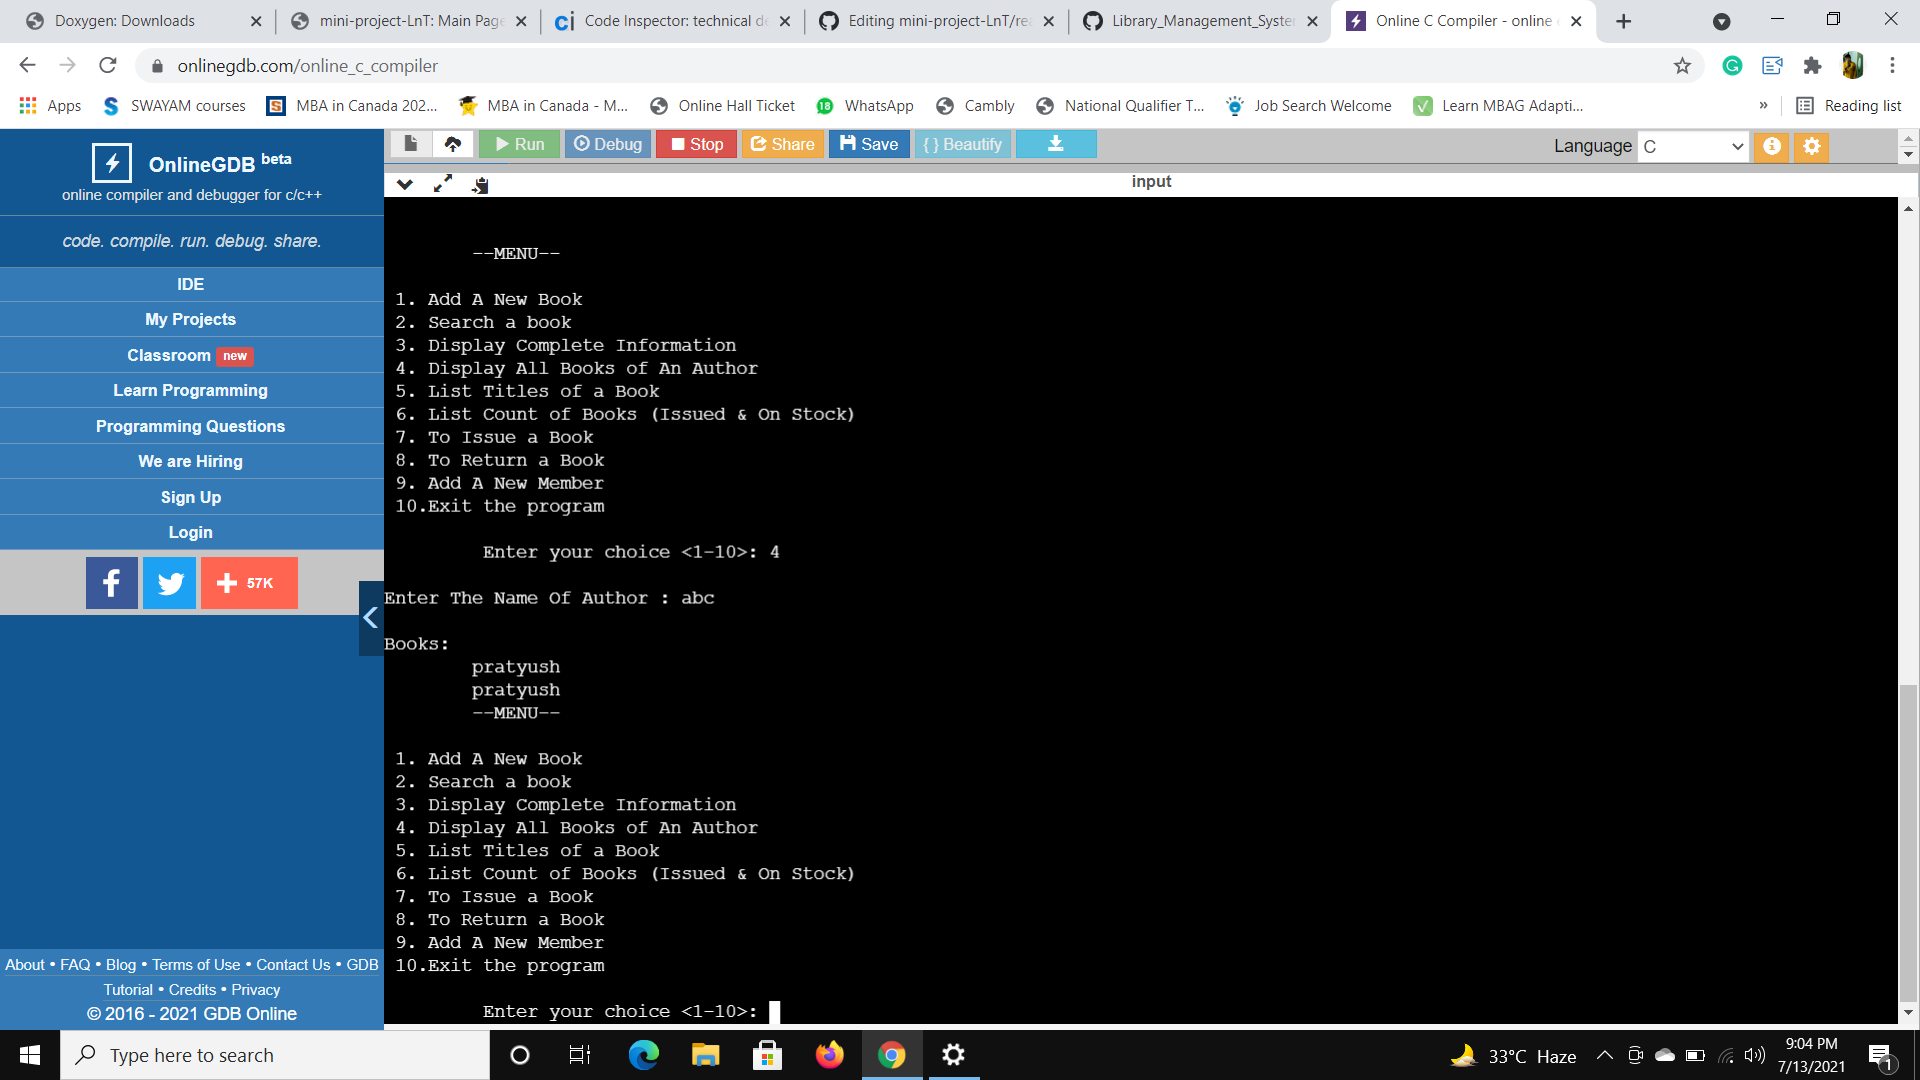 Doxygen: Downloads
mini-project-LnT: Main Page
Code Inspector: technical de
Editing mini-project-LnT/rea
Library_Management_System
Online C Compiler - online
onlinegdb.com/online_c_compiler
Apps
SWAYAM courses
MBA in Canada 202...
MBA in Canada - M...
Online Hall Ticket
WhatsApp
Cambly
National Qualifier T...
Job Search Welcome
Learn MBAG Adapti...
»
Reading list
OnlineGDB beta
online compiler and debugger for c/c++
code. compile. run. debug. share.
IDE
My Projects
Classroom new
Learn Programming
Programming Questions
We are Hiring
Sign Up
Login
57K
About • FAQ • Blog • Terms of Use • Contact Us • GDB
Tutorial • Credits • Privacy
© 2016 - 2021 GDB Online
Run
Debug
Stop
Share
Save
{ } Beautify
Language C
input
--MENU--
1. Add A New Book
2. Search a book
3. Display Complete Information
4. Display All Books of An Author
5. List Titles of a Book
6. List Count of Books (Issued & On Stock)
7. To Issue a Book
8. To Return a Book
9. Add A New Member
10.Exit the program
Enter your choice <1-10>: 4
Enter The Name Of Author : abc
Books:
pratyush
pratyush
--MENU--
1. Add A New Book
2. Search a book
3. Display Complete Information
4. Display All Books of An Author
5. List Titles of a Book
6. List Count of Books (Issued & On Stock)
7. To Issue a Book
8. To Return a Book
9. Add A New Member
10.Exit the program
Enter your choice <1-10>:
Type here to search
33°C Haze
9:04 PM
7/13/2021
1